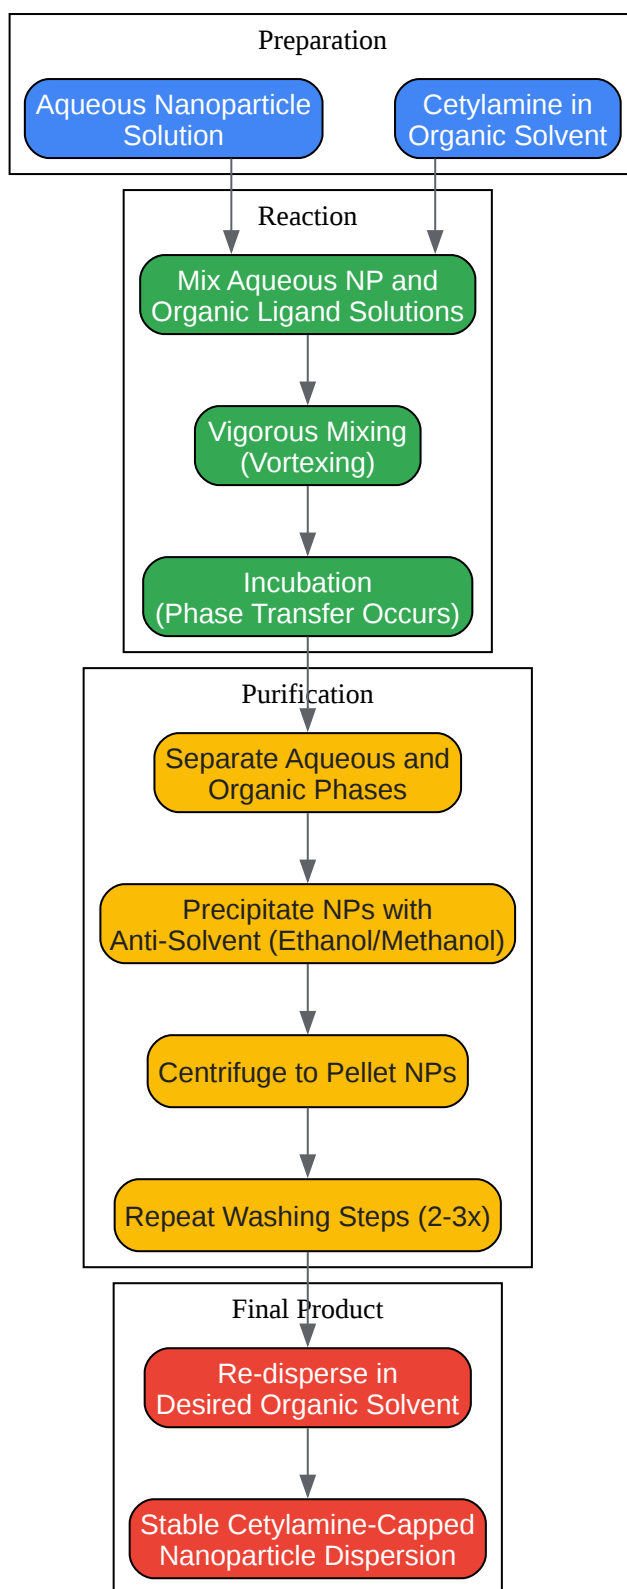 Preparation
Aqueous Nanoparticle
Solution
Cetylamine in
Organic Solvent
Reaction
Mix Aqueous NP and
Organic Ligand Solutions
Vigorous Mixing
(Vortexing)
Incubation
(Phase Transfer Occurs)
Purification
Separate Aqueous and
Organic Phases
Precipitate NPs with
Anti-Solvent (Ethanol/Methanol)
Centrifuge to Pellet NPs
Repeat Washing Steps (2-3x)
Final Product
Re-disperse in
Desired Organic Solvent
Stable Cetylamine-Capped
Nanoparticle Dispersion